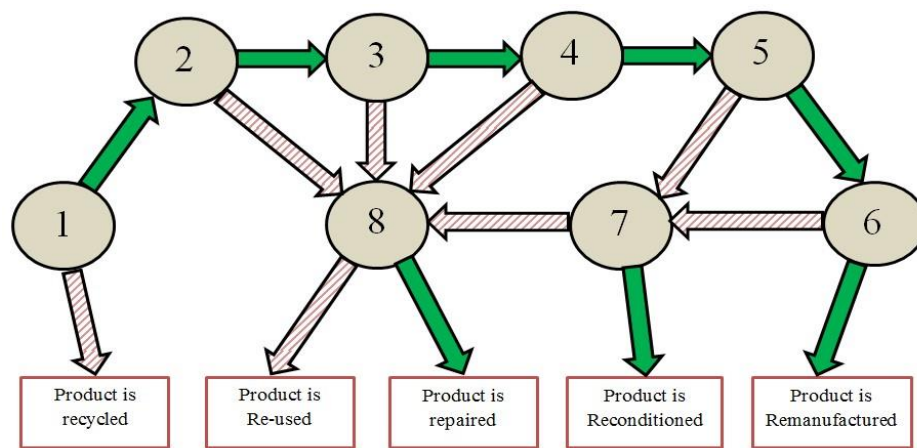 2
3
4
5
1
8
7
6
Product is
recycled
Product is
Re-used
Product is
repaired
Product is
Reconditioned
Product is
Remanufactured